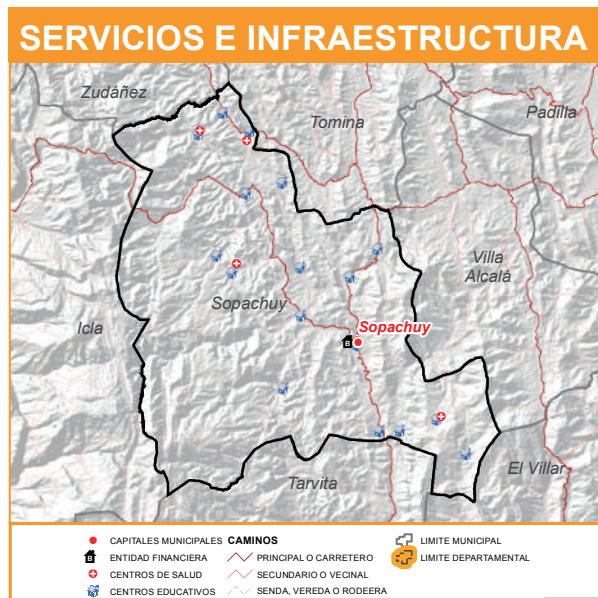 SERVICIOS E INFRAESTRUCTURA
Zudáñez
Tomina
Padilla
Villa
Alcalá
Sopachuy
Sopachuy
Icla
B
El Villar
Tarvita
CAPITALES MUNICIPALES
B ENTIDAD FINANCIERA
CENTROS DE SALUD
CENTROS EDUCATIVOS
CAMINOS
PRINCIPAL O CARRETERO
SECUNDARIO O VECINAL
SENDA, VEREDA O RODEERA
LIMITE MUNICIPAL
LIMITE DEPARTAMENTAL